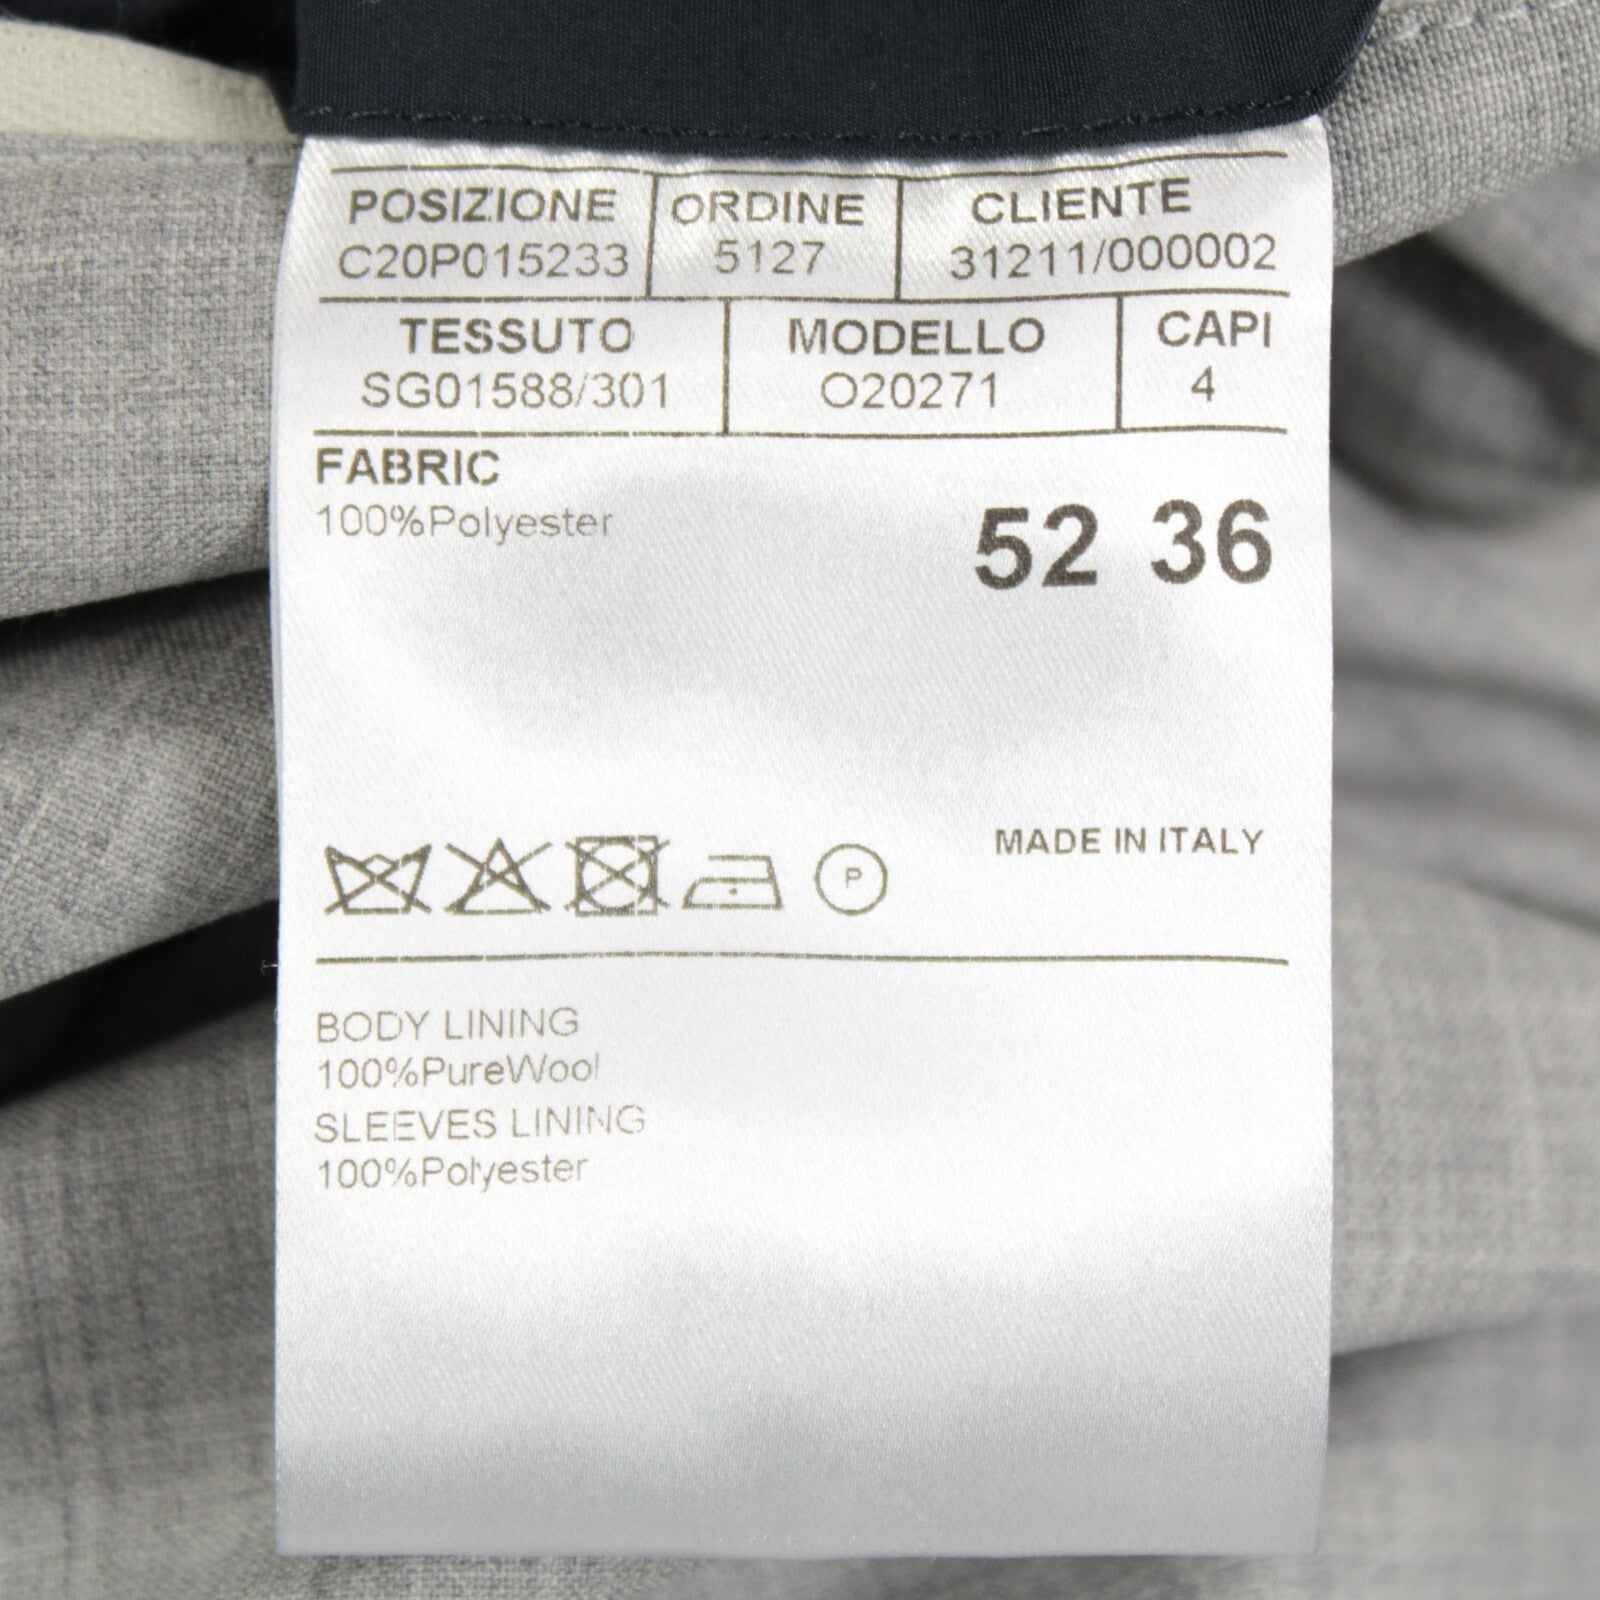 POSIZIONE ORDINE CLIENTE
C20P015233 5127 31211/000002
TESSUTO MODELLO CAPI
SG01588/301 O20271 4
FABRIC
100%Polyester
52 36
MADE IN ITALY
P
BODY LINING
100%PureWool
SLEEVES LINING
100%Polyester